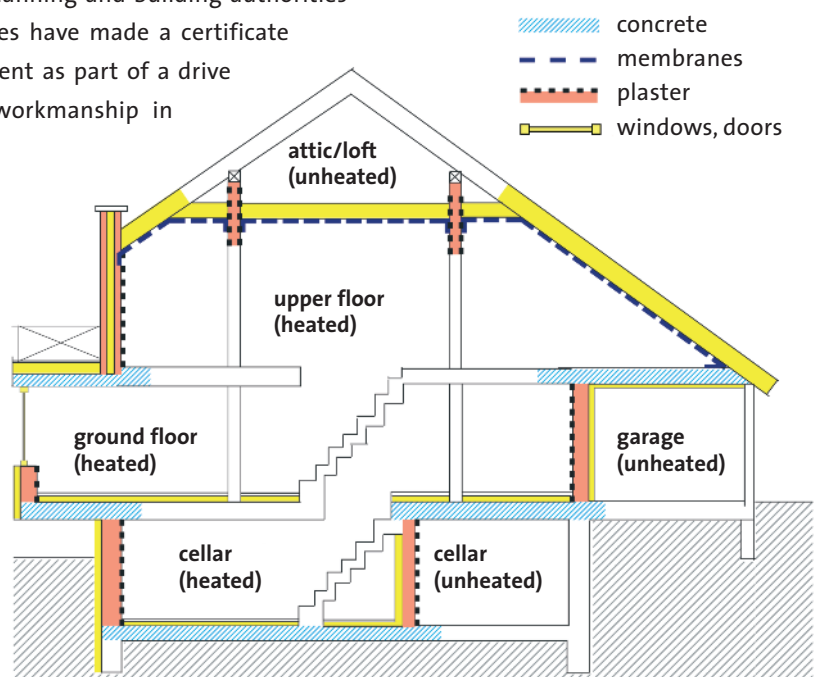 es have made a certificate
ent as part of a drive
workmanship in
concrete
membranes
plaster
windows, doors
attic/loft
(unheated)
upper floor
(heated)
ground floor
(heated)
garage
(unheated)
cellar
(heated)
cellar
(unheated)